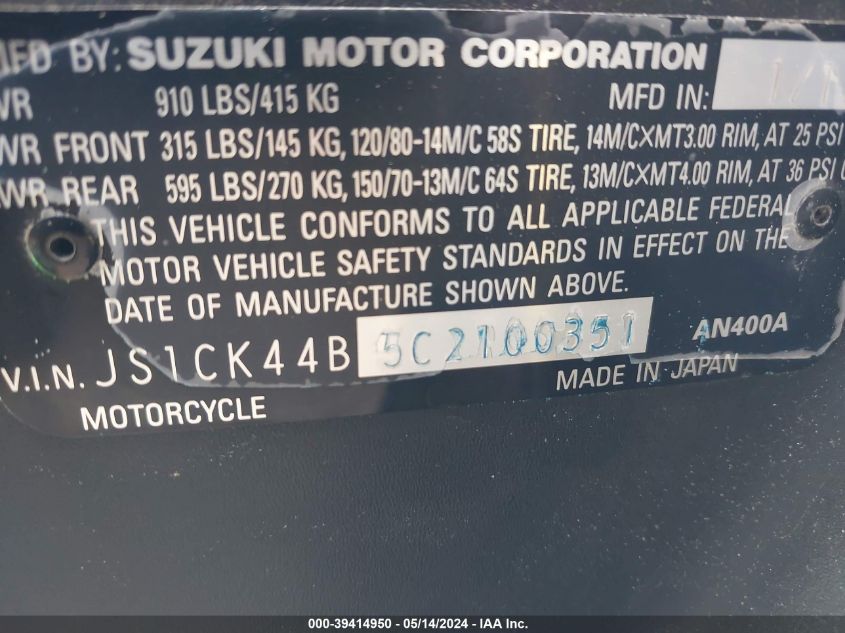 MFD BY: SUZUKI MOTOR CORPORATION
VR 910 LBS/415 KG MFD IN:
WR FRONT 315 LBS/145 KG, 120/80-14M/C 58S TIRE, 14M/C×MT3.00 RIM, AT 25 PSI
WR REAR 595 LBS/270 KG, 150/70-13M/C 64S TIRE, 13M/C×MT4.00 RIM, AT 36 PSI
THIS VEHICLE CONFORMS TO ALL APPLICABLE FEDERAL
MOTOR VEHICLE SAFETY STANDARDS IN EFFECT ON THE
DATE OF MANUFACTURE SHOWN ABOVE.
V.I.N. JS1CK44B5C2100351 AN400A
MOTORCYCLE MADE IN JAPAN
000-39414950 - 05/14/2024 - IAA Inc.